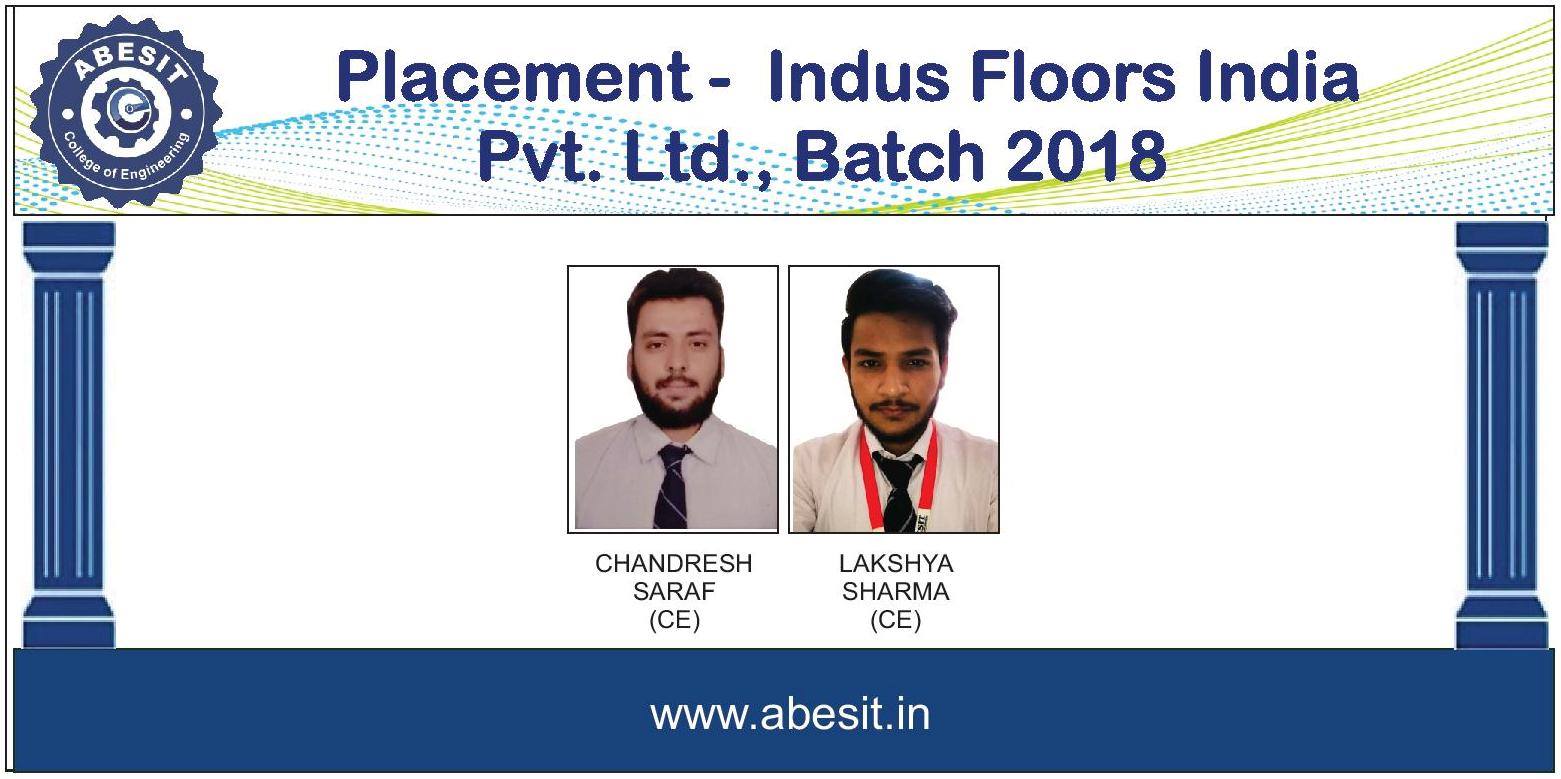 ABESIT
College of Engineering
Placement - Indus Floors India
Pvt. Ltd., Batch 2018
SIT
CHANDRESH
SARAF
(CE)
LAKSHYA
SHARMA
(CE)
www.abesit.in